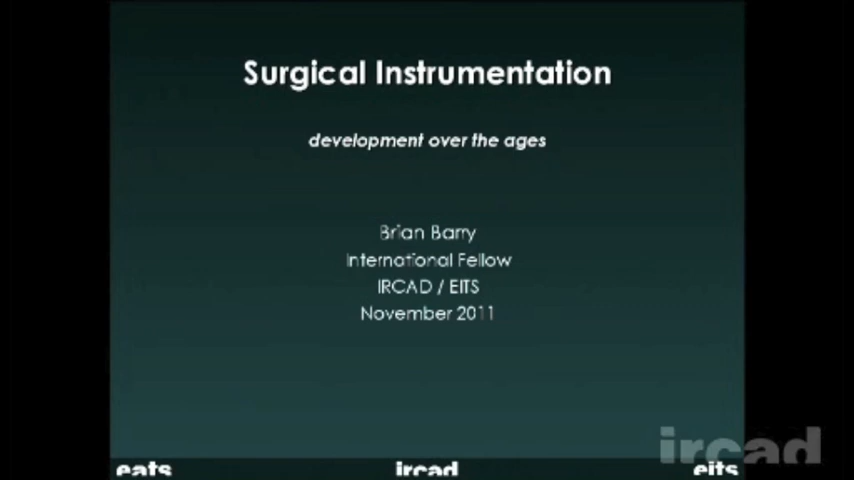 Surgical Instrumentation
development over the ages
Brian Barry
International Fellow
IRCAD / EITS
November 2011
ircad
eats ircad eits